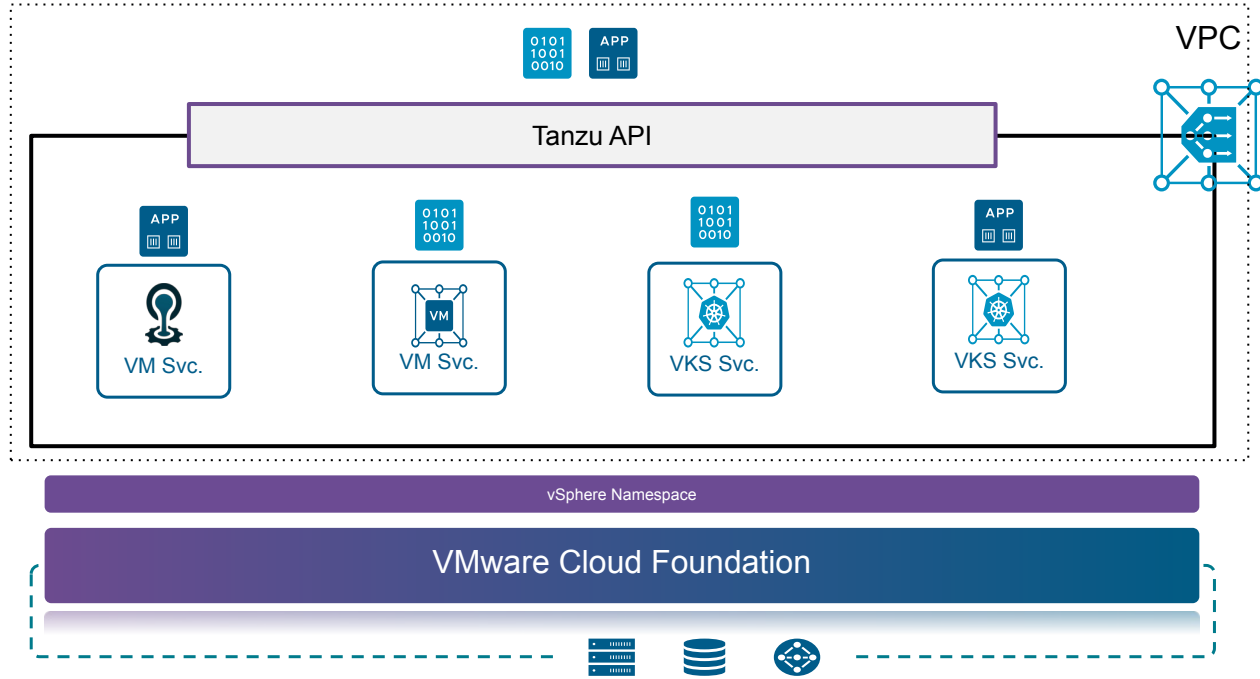 VPC
0101
1001
0010
APP
Tanzu API
APP
0101
1001
0010
0101
1001
0010
APP
VM Svc.
VM
VM Svc.
VKS Svc.
VKS Svc.
vSphere Namespace
VMware Cloud Foundation